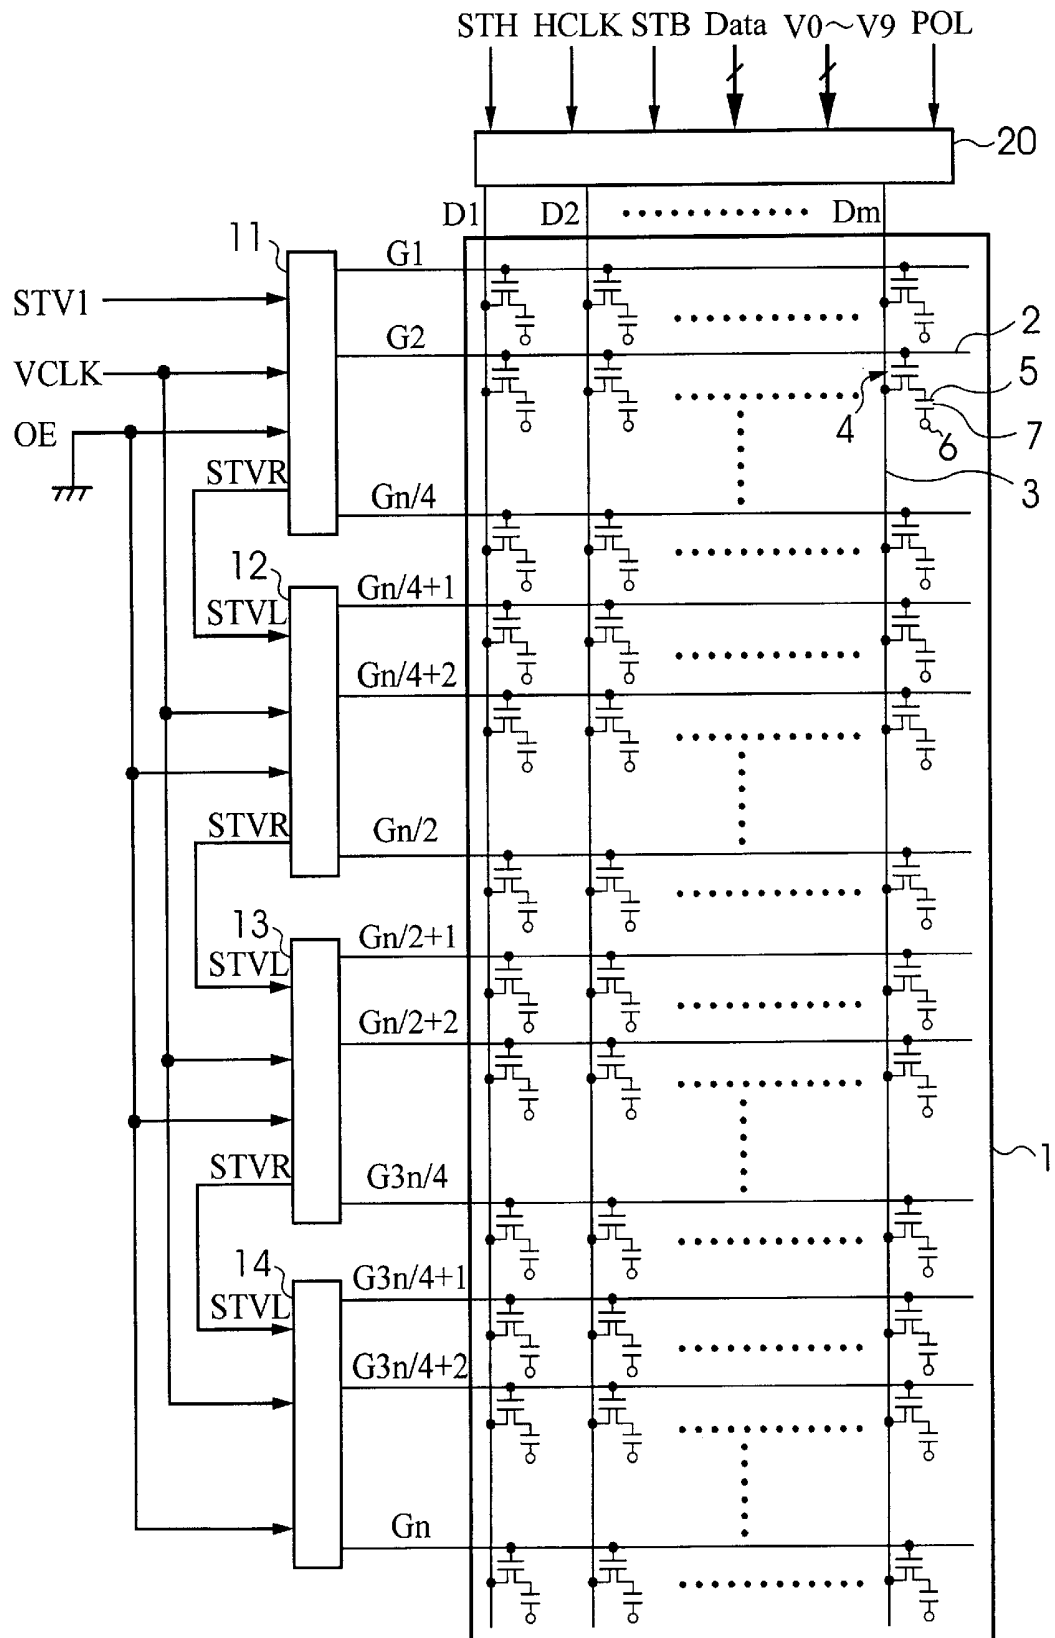 STH HCLK STB Data V0～V9 POL
20
D1 D2 Dm
11
G1
STV1
G2
2
VCLK
5
4
OE
6 7
STVR
3
Gn/4
12
Gn/4+1
STVL
Gn/4+2
STVR
Gn/2
13
Gn/2+1
STVL
Gn/2+2
1
STVR
G3n/4
14
G3n/4+1
STVL
G3n/4+2
Gn